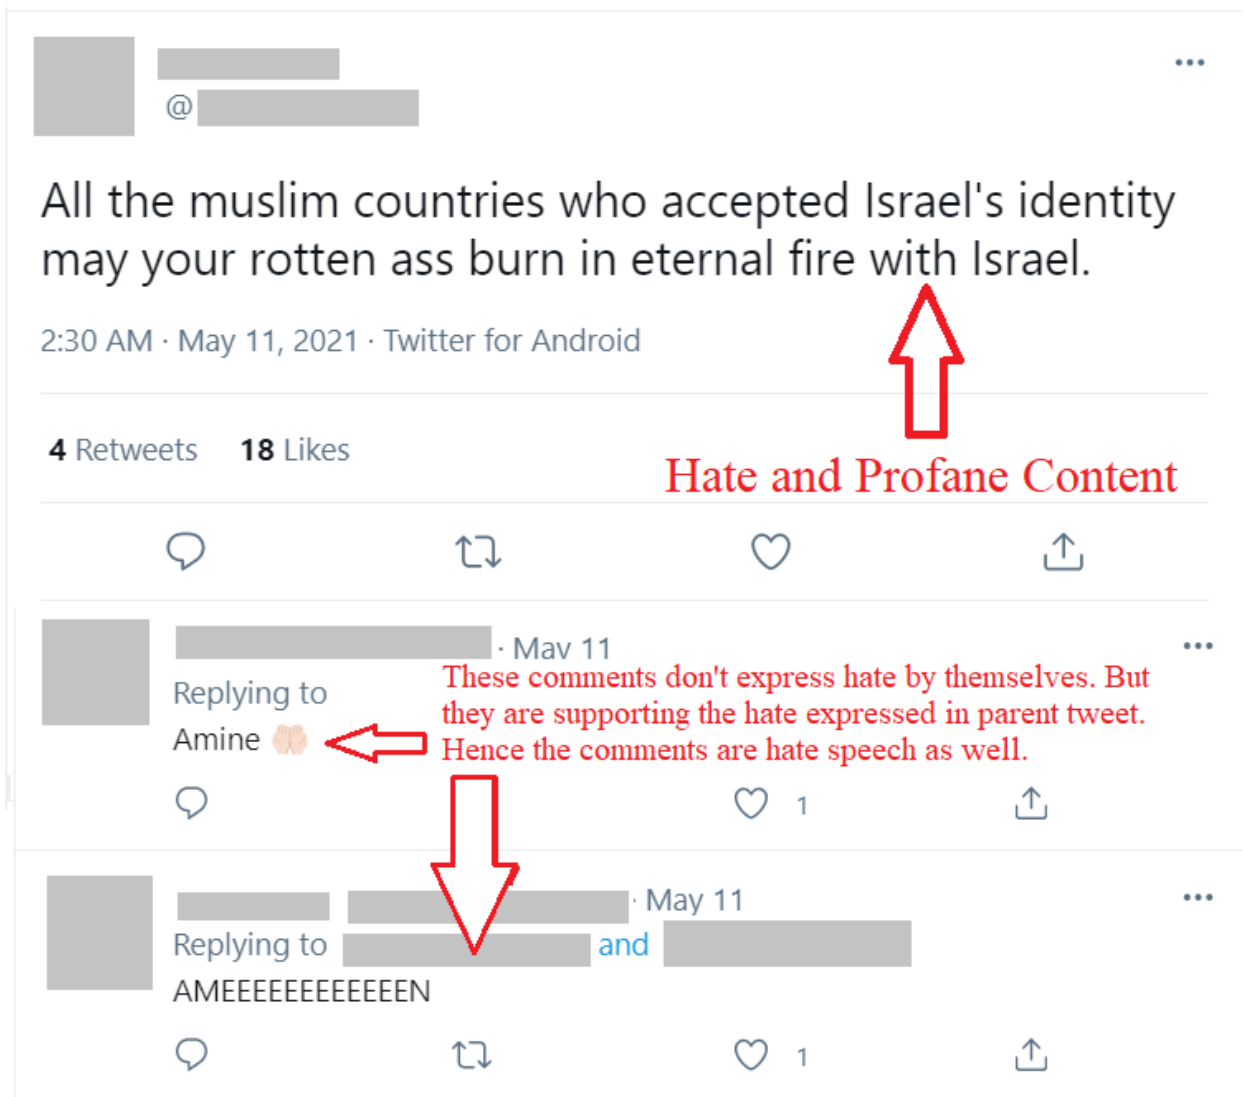 @
All the muslim countries who accepted Israel's identity
may your rotten ass burn in eternal fire with Israel.
2:30 AM · May 11, 2021 · Twitter for Android
4 Retweets 18 Likes
Hate and Profane Content
· May 11
Replying to
Amine 🤲🏻
These comments don't express hate by themselves. But
they are supporting the hate expressed in parent tweet.
Hence the comments are hate speech as well.
1
· May 11
Replying to and
AMEEEEEEEEEEEEN
1